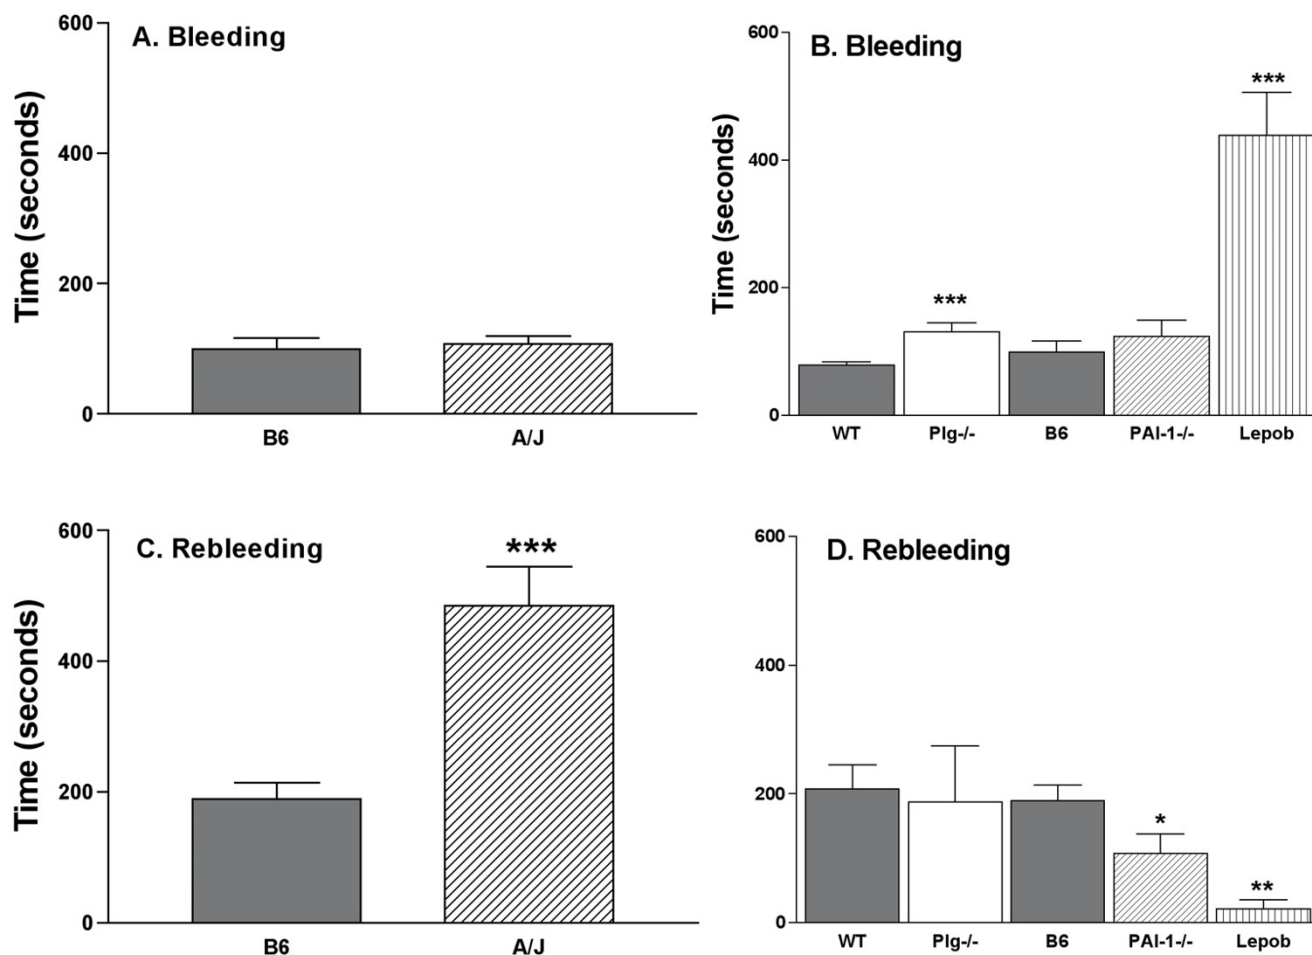 A. Bleeding
Time (seconds)
600
400
200
0
B6
A/J
B. Bleeding
Time (seconds)
600
400
200
0
***
***
WT
Plg-/-
B6
PAI-1-/-
Lepob
C. Rebleeding
Time (seconds)
600
400
200
0
***
B6
A/J
D. Rebleeding
600
400
200
0
*
**
WT
Plg-/-
B6
PAI-1-/-
Lepob